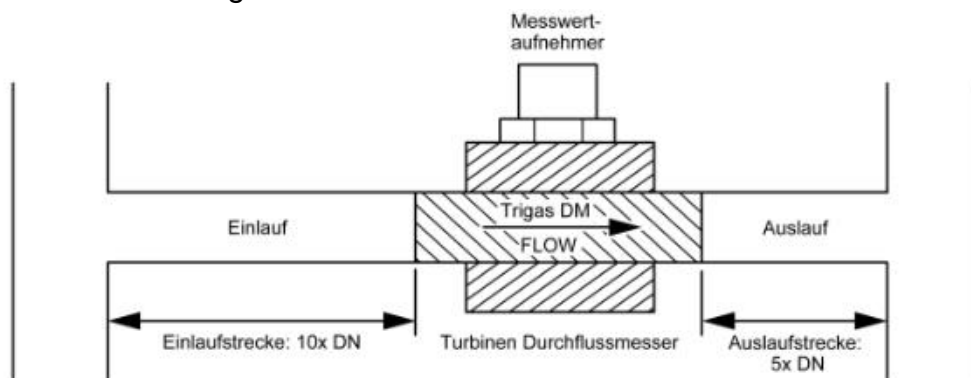 Messwert-
aufnehmer
Trigas DM
FLOW
Einlauf
Auslauf
Einlaufstrecke: 10x DN
Turbinen Durchflussmesser
Auslaufstrecke:
5x DN